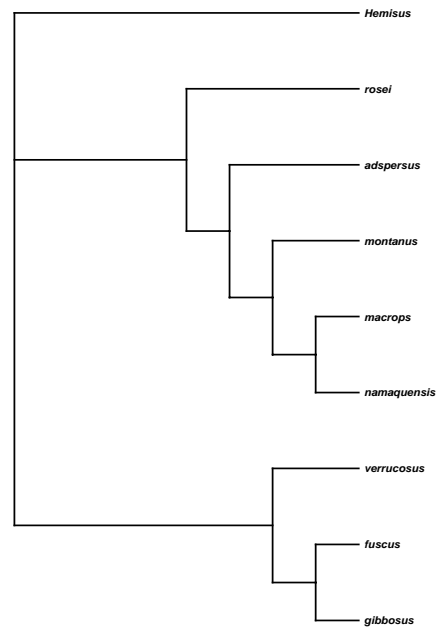 Hemisus
rosei
adspersus
montanus
macrops
namaquensis
verrucosus
fuscus
gibbosus